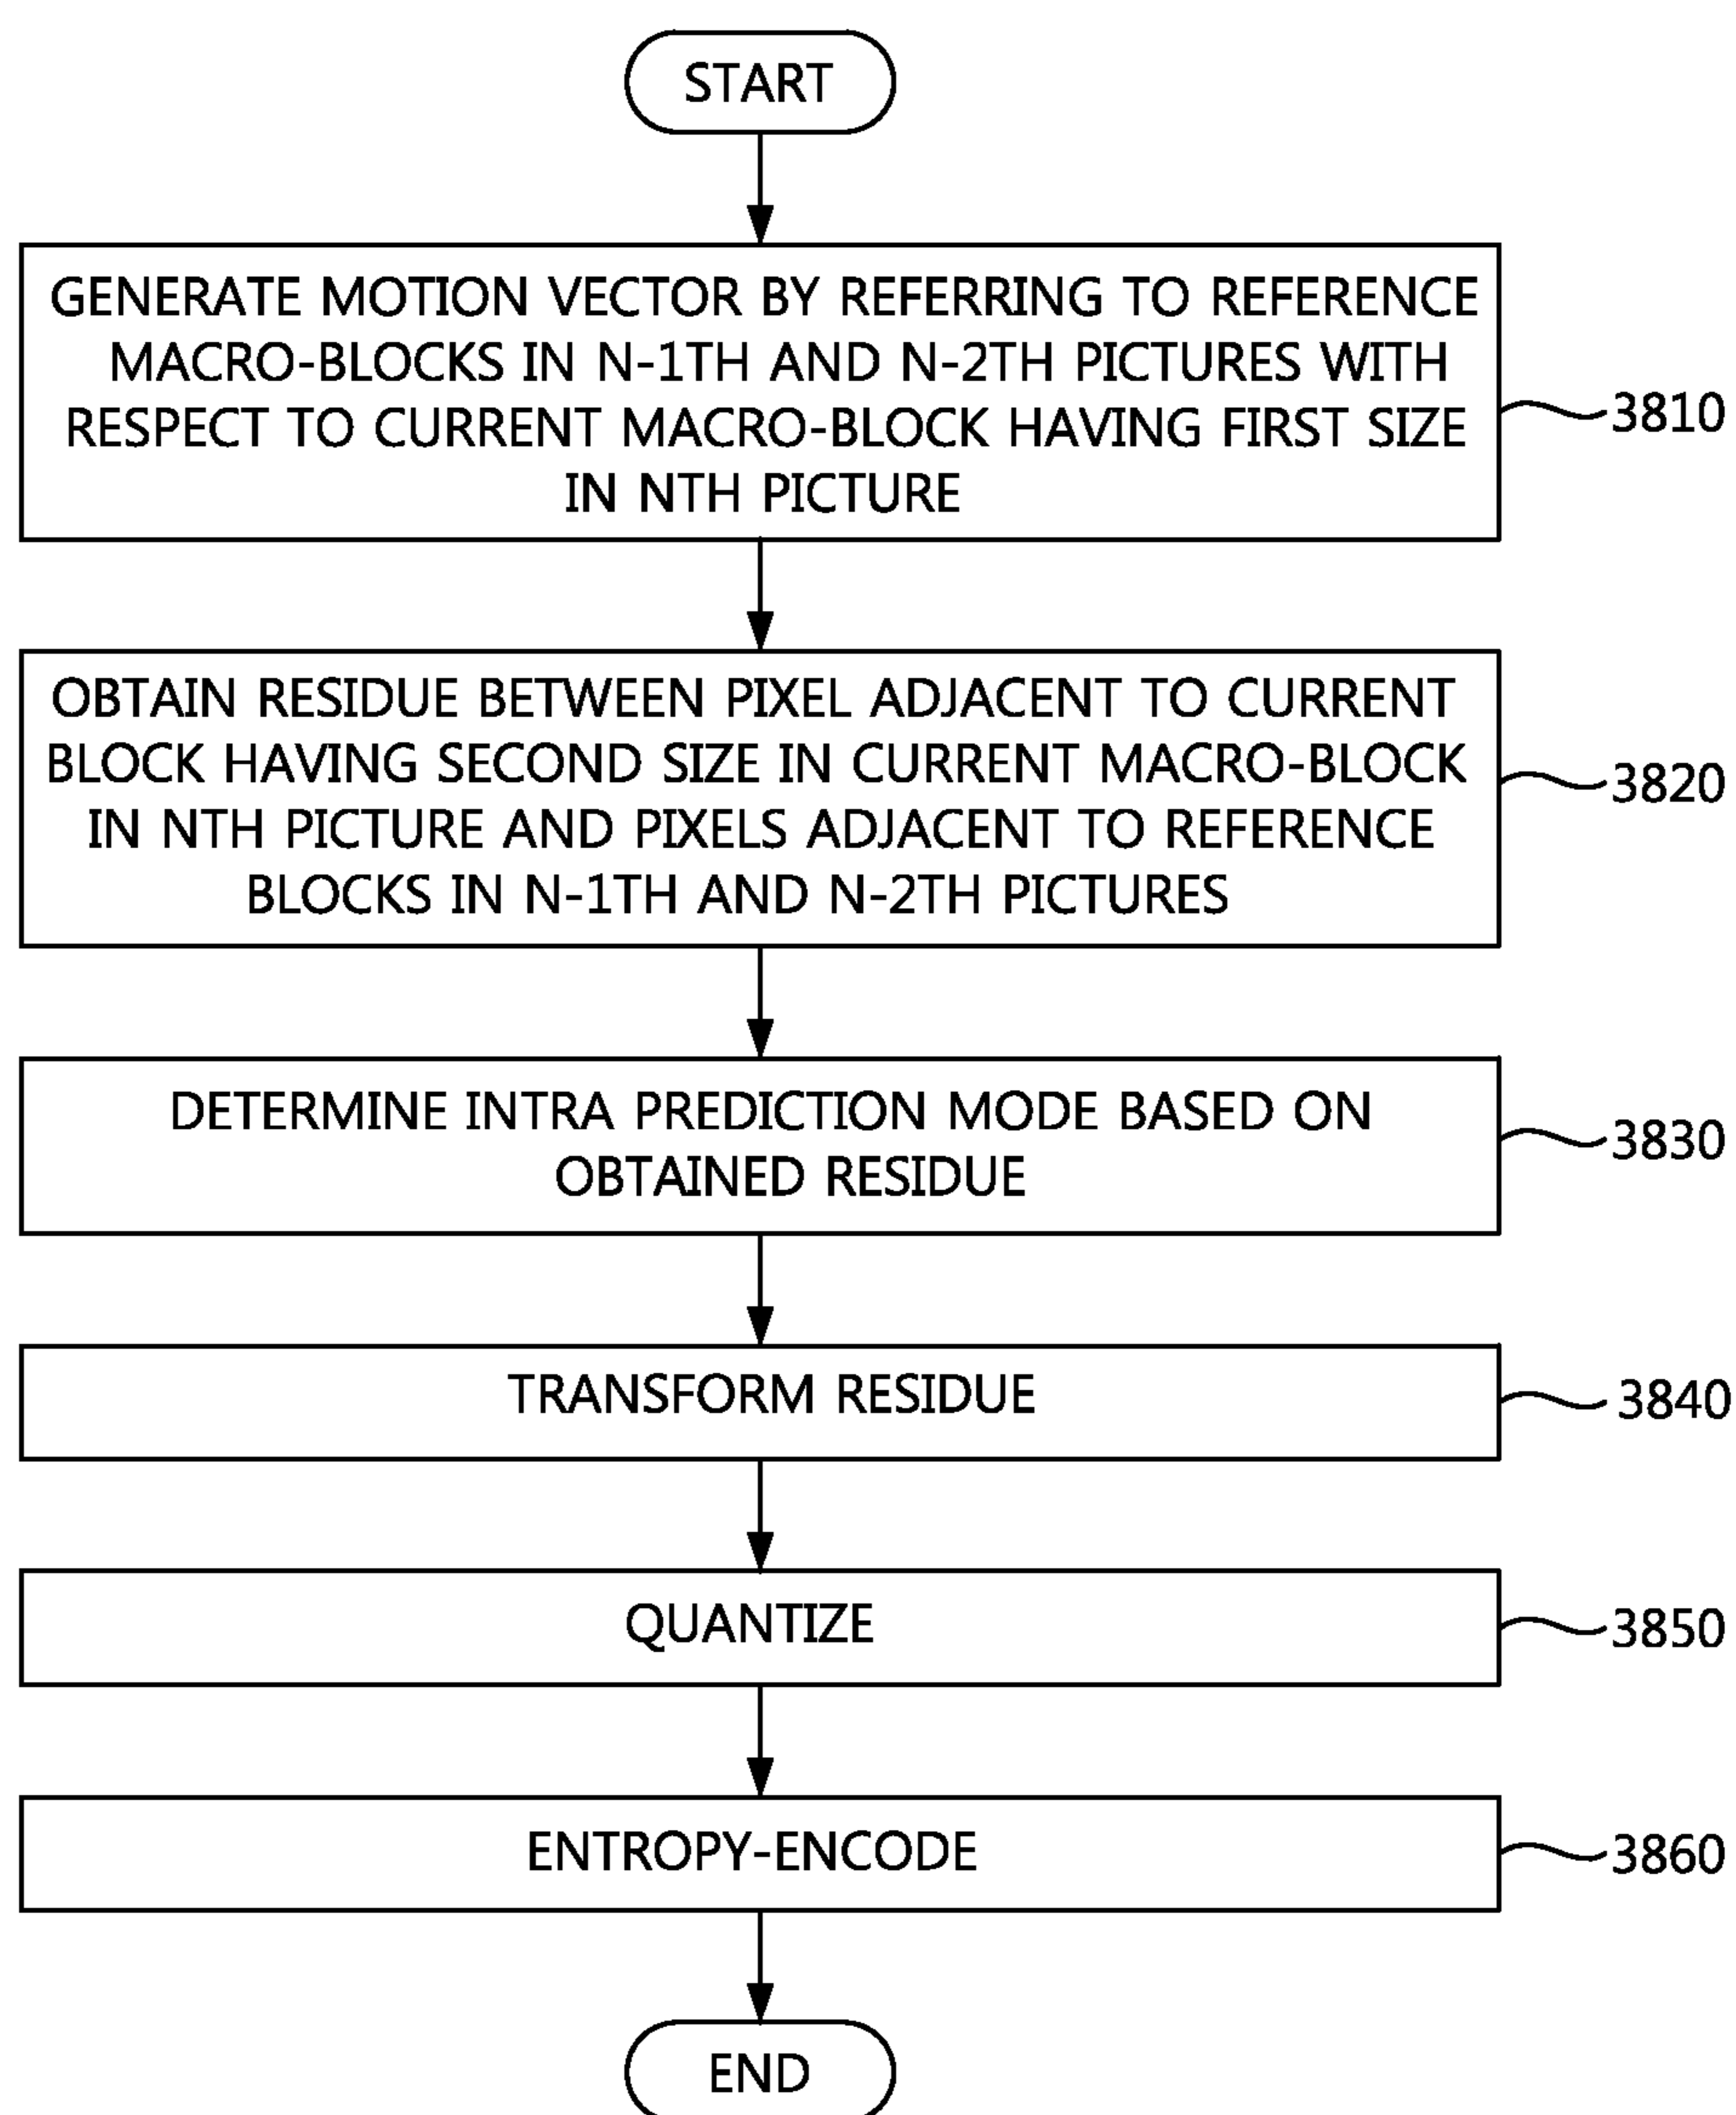 START
GENERATE MOTION VECTOR BY REFERRING TO REFERENCE
MACRO-BLOCKS IN N-1TH AND N-2TH PICTURES WITH
RESPECT TO CURRENT MACRO-BLOCK HAVING FIRST SIZE
IN NTH PICTURE
3810
OBTAIN RESIDUE BETWEEN PIXEL ADJACENT TO CURRENT
BLOCK HAVING SECOND SIZE IN CURRENT MACRO-BLOCK
IN NTH PICTURE AND PIXELS ADJACENT TO REFERENCE
BLOCKS IN N-1TH AND N-2TH PICTURES
3820
DETERMINE INTRA PREDICTION MODE BASED ON
OBTAINED RESIDUE
3830
TRANSFORM RESIDUE
3840
QUANTIZE
3850
ENTROPY-ENCODE
3860
END